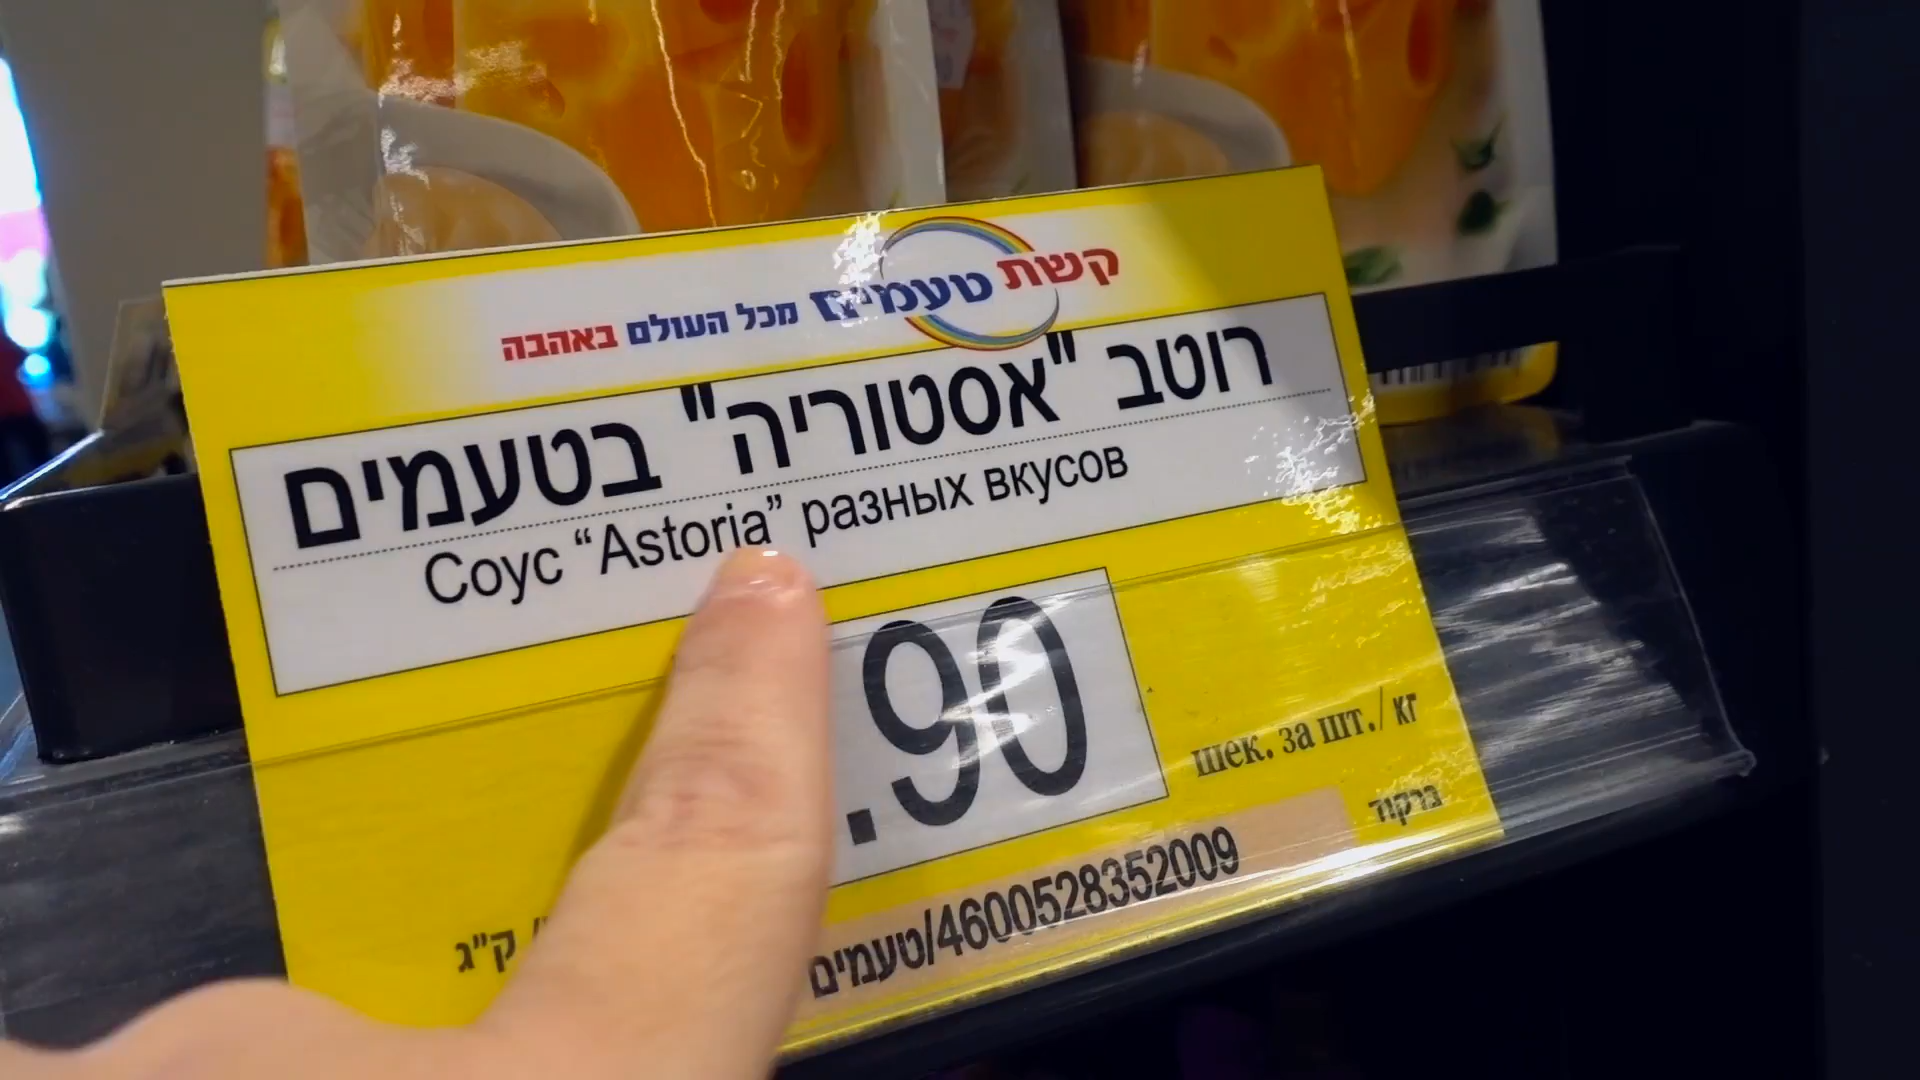 קשת טעמים מכל העולם באהבה
רוטב "אסטוריה" בטעמים
Соус “Astoria” разных вкусов
.90
шек. за шт./ кг
ברקוד
ק"ג
4600528352009/טעמים